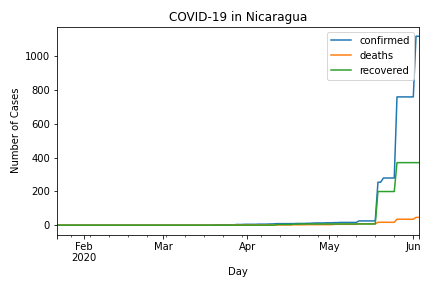 COVID-19 in Nicaragua
confirmed
deaths
recovered
1000
800
600
400
200
0
Number of Cases
Feb
2020
Mar
Apr
May
Jun
Day